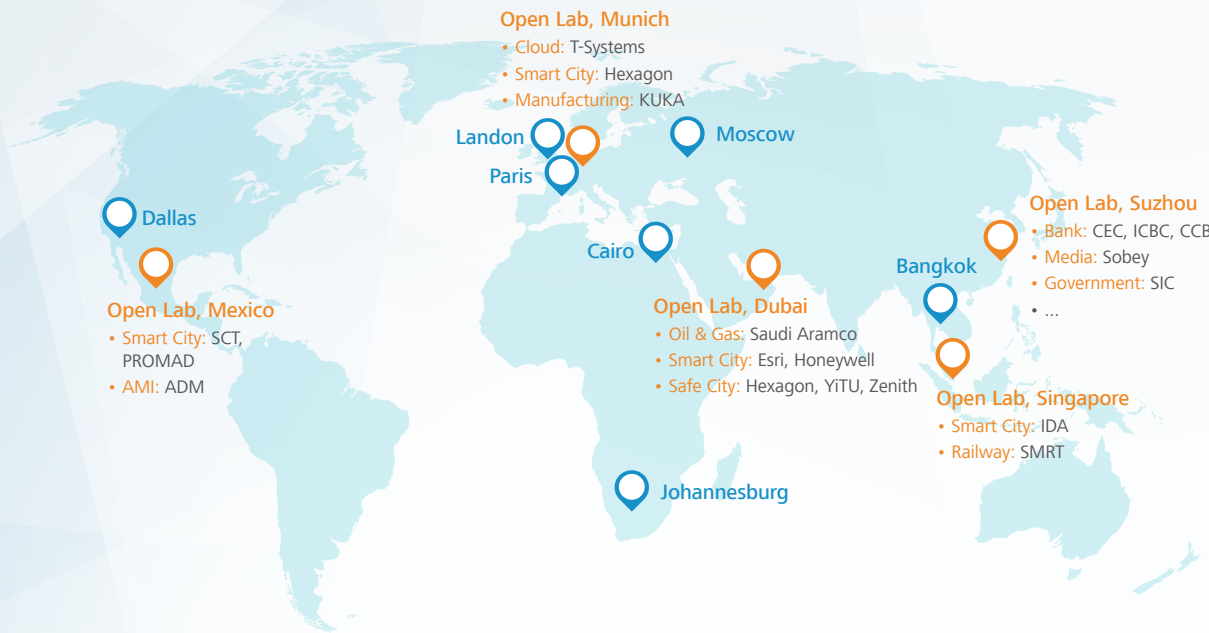 Open Lab, Munich
• Cloud: T-Systems
• Smart City: Hexagon
• Manufacturing: KUKA
Landon
Moscow
Paris
Dallas
Cairo
Open Lab, Suzhou
• Bank: CEC, ICBC, CCB
• Media: Sobey
• Government: SIC
• ...
Bangkok
Open Lab, Mexico
• Smart City: SCT,
PROMAD
• AMI: ADM
Open Lab, Dubai
• Oil & Gas: Saudi Aramco
• Smart City: Esri, Honeywell
• Safe City: Hexagon, YiTU, Zenith
Open Lab, Singapore
• Smart City: IDA
• Railway: SMRT
Johannesburg